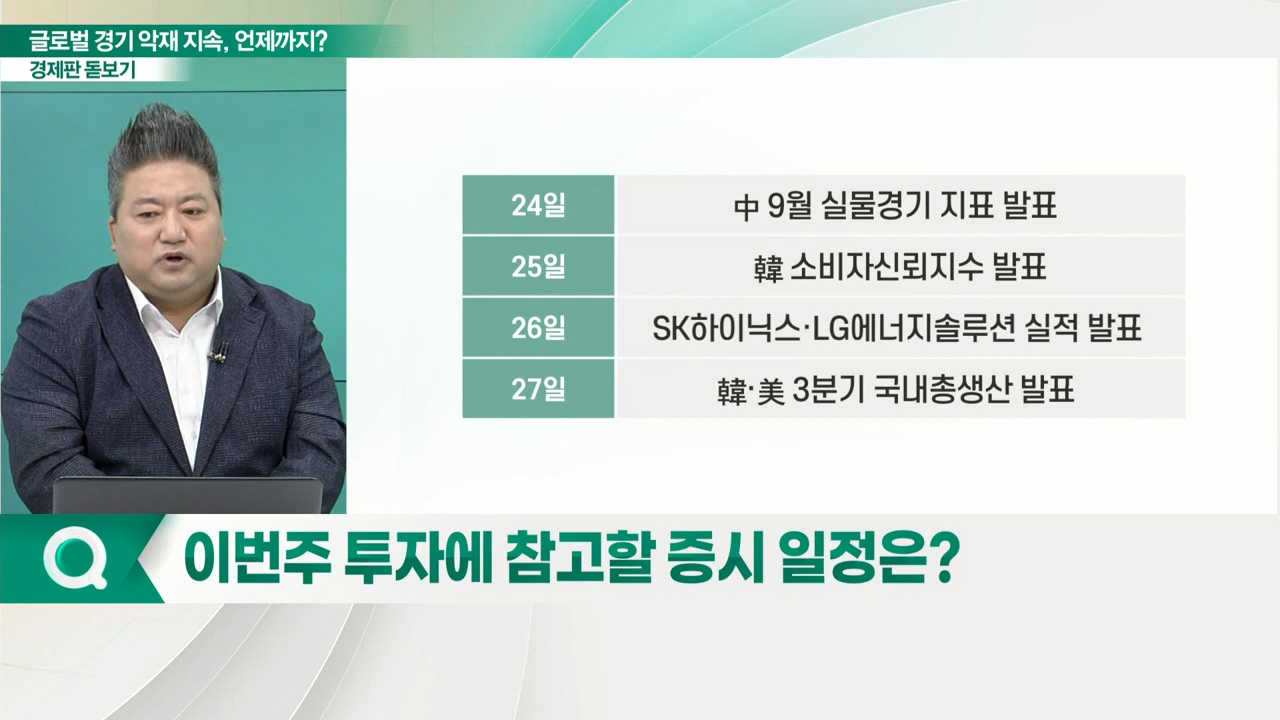 글로벌 경기 악재 지속, 언제까지?
경제판 돋보기
24일 中 9월 실물경기 지표 발표
25일 韓 소비자신뢰지수 발표
26일 SK하이닉스·LG에너지솔루션 실적 발표
27일 韓·美 3분기 국내총생산 발표
Q 이번주 투자에 참고할 증시 일정은?